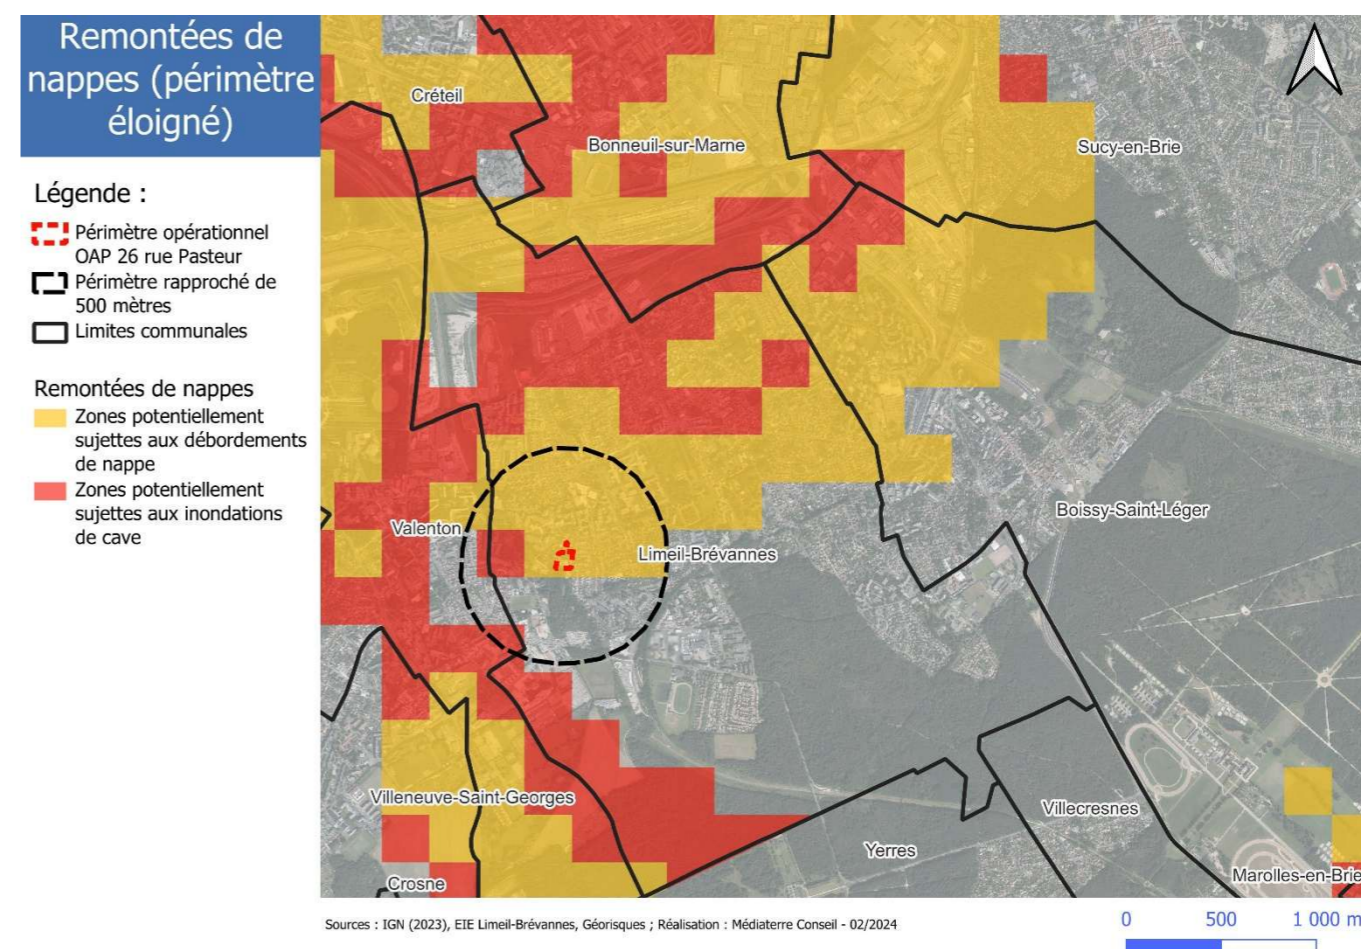 Remontées de
nappes (périmètre
éloigné)
Légende :
Périmètre opérationnel
OAP 26 rue Pasteur
Périmètre rapproché de
500 mètres
Limites communales
Remontées de nappes
Zones potentiellement
sujettes aux débordements
de nappe
Zones potentiellement
sujettes aux inondations
de cave
Créteil
Bonneuil-sur-Marne
Sucy-en-Brie
Boissy-Saint-Léger
Valenton
Limeil-Brévannes
Villeneuve-Saint-Georges
Villecresnes
Yerres
Marolles-en-Brie
Crosne
Sources : IGN (2023), EIE Limeil-Brévannes, Géorisques ; Réalisation : Médiaterre Conseil - 02/2024
0 500 1 000 m